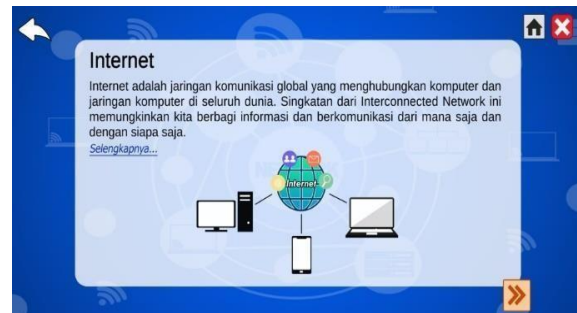 Internet
Internet adalah jaringan komunikasi global yang menghubungkan komputer dan
jaringan komputer di seluruh dunia. Singkatan dari Interconnected Network ini
memungkinkan kita berbagi informasi dan berkomunikasi dari mana saja dan
dengan siapa saja.
Selengkapnya...
Internet